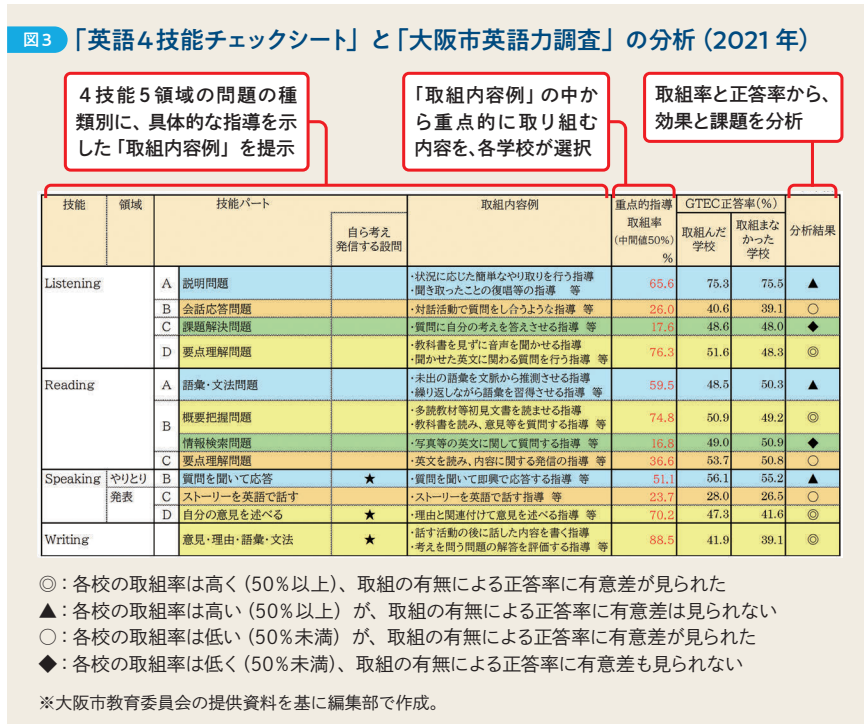 図3 「英語4技能チェックシート」と「大阪市英語力調査」の分析（2021年）
4技能5領域の問題の種
類別に、具体的な指導を示
した「取組内容例」を提示
「取組内容例」の中か
ら重点的に取り組む
内容を、各学校が選択
取組率と正答率から、
効果と課題を分析
技能 領域 技能パート 取組内容例 重点的指導 GTEC正答率(%)
自ら考え
発信する設問
取組率
(中間値50%)
%
取組んだ
学校
取組まな
かった
学校
分析結果
Listening A 説明問題 ・状況に応じた簡単なやり取りを行う指導
・聞き取ったことの復唱等の指導　等 65.6 75.3 75.5 ▲
B 会話応答問題 ・対話活動で質問をし合うような指導 等 26.0 40.6 39.1 ○
C 課題解決問題 ・質問に自分の考えを答えさせる指導 等 17.6 48.6 48.0 ◆
D 要点理解問題 ・教科書を見ずに音声を聞かせる指導
・聞かせた英文に関わる質問を行う指導 等 76.3 51.6 48.3 ◎
Reading A 語彙・文法問題 ・未出の語彙を文脈から推測させる指導
・繰り返しながら語彙を習得させる指導 等 59.5 48.5 50.3 ▲
B 概要把握問題 ・多読教材等初見文書を読ませる指導
・教科書を読み、意見等を質問する指導 等 74.8 50.9 49.2 ◎
情報検索問題 ・写真等の英文に関して質問する指導 等 16.8 49.0 50.9 ◆
C 要点理解問題 ・英文を読み、内容に関する発信の指導 等 36.6 53.7 50.8 ○
Speaking やりとり B 質問を聞いて応答 ★ ・質問を聞いて即興で応答する指導 等 51.1 56.1 55.2 ▲
発表 C ストーリーを英語で話す ・ストーリーを英語で話す指導 等 23.7 28.0 26.5 ○
D 自分の意見を述べる ★ ・理由と関連付けて意見を述べる指導 等 70.2 47.3 41.6 ◎
Writing 意見・理由・語彙・文法 ★ ・話す活動の後に話した内容を書く指導
・考えを問う問題の解答を評価する指導 等 88.5 41.9 39.1 ◎
◎：各校の取組率は高く（50％以上）、取組の有無による正答率に有意差が見られた
▲：各校の取組率は高い（50％以上）が、取組の有無による正答率に有意差は見られない
○：各校の取組率は低い（50％未満）が、取組の有無による正答率に有意差が見られた
◆：各校の取組率は低く（50％未満）、取組の有無による正答率に有意差も見られない
※大阪市教育委員会の提供資料を基に編集部で作成。